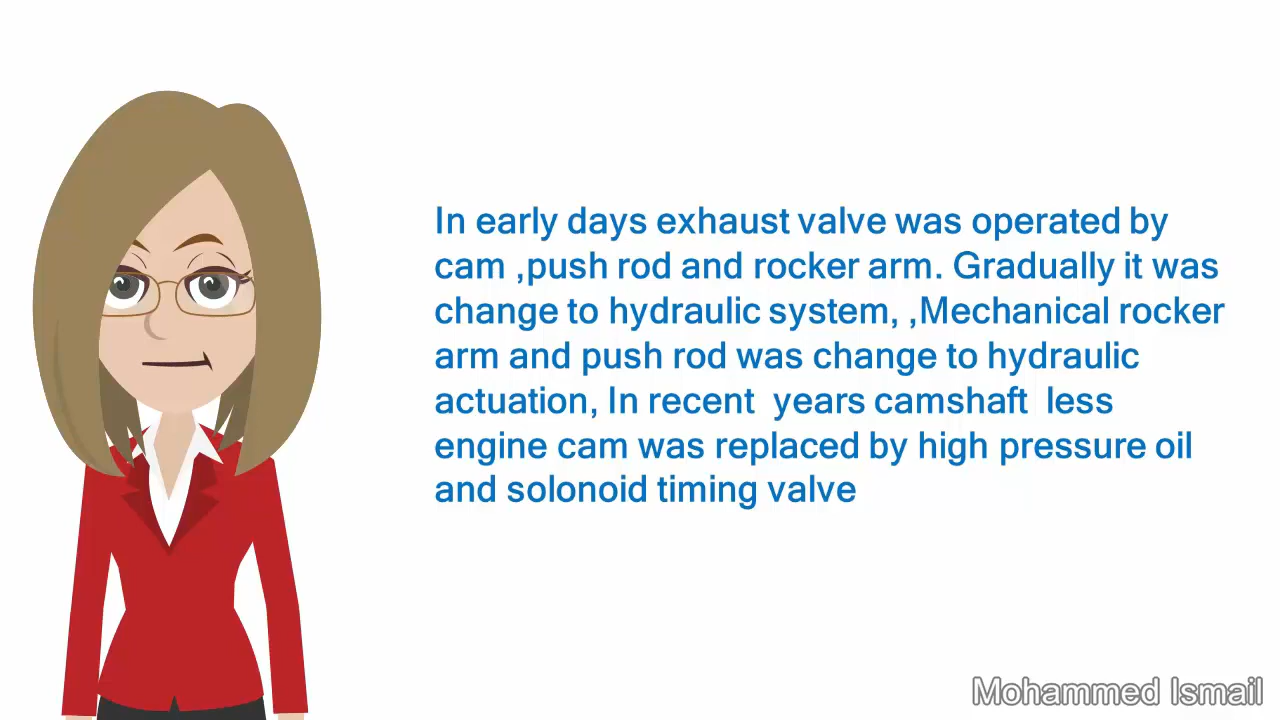 In early days exhaust valve was operated by
cam ,push rod and rocker arm. Gradually it was
change to hydraulic system, ,Mechanical rocker
arm and push rod was change to hydraulic
actuation, In recent  years camshaft  less
engine cam was replaced by high pressure oil
and solonoid timing valve
Mohammed Ismail